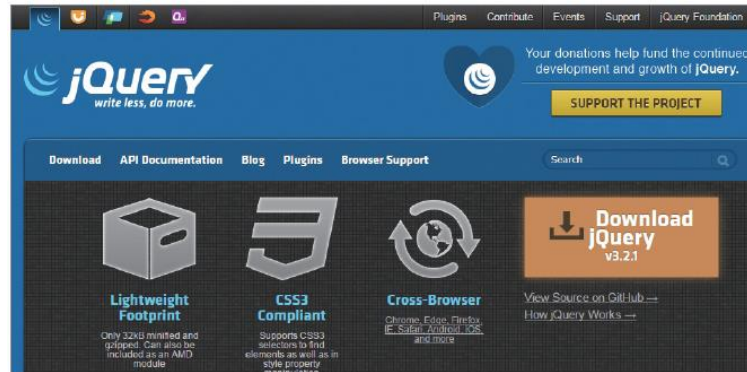 Plugins Contribute Events Support jQuery Foundation
jQuery
write less, do more.
Your donations help fund the continued
development and growth of jQuery.
SUPPORT THE PROJECT
Download API Documentation Blog Plugins Browser Support
Search
Lightweight
Footprint
Only 32kB minified and
gzipped. Can also be
included as an AMD
module
CSS3
Compliant
Supports CSS3
selectors to find
elements as well as in
style property
Cross-Browser
Chrome, Edge, Firefox,
IE, Safari, Android, iOS,
and more
Download
jQuery
v3.2.1
View Source on GitHub →
How jQuery Works →